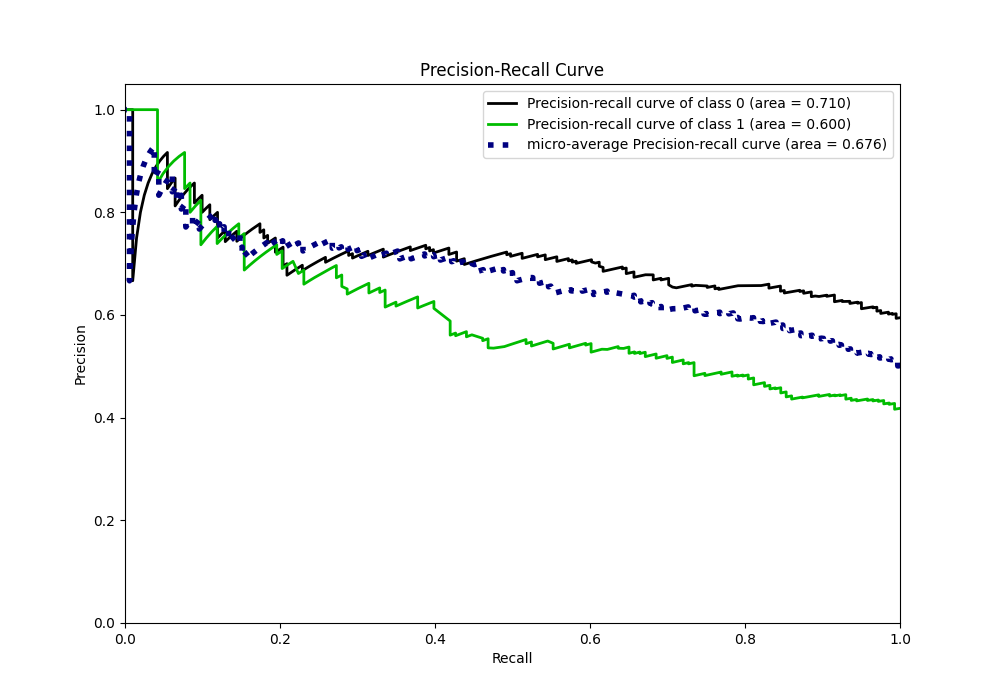 Precision-Recall Curve
Precision-recall curve of class 0 (area = 0.710)
Precision-recall curve of class 1 (area = 0.600)
micro-average Precision-recall curve (area = 0.676)
1.0
0.8
0.6
0.4
0.2
0.0
Precision
0.0 0.2 0.4 0.6 0.8 1.0
Recall